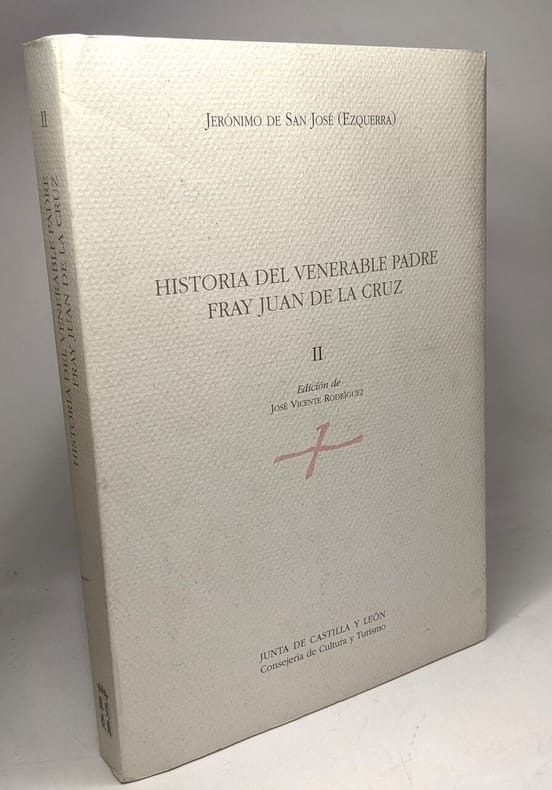 JERÓNIMO DE SAN JOSÉ (EZQUERRA)
HISTORIA DEL VENERABLE PADRE
FRAY JUAN DE LA CRUZ
II
Edición de
JOSÉ VICENTE RODRÍGUEZ
JUNTA DE CASTILLA Y LEÓN
Consejería de Cultura y Turismo
II
HISTORIA DEL VENERABLE PADRE
FRAY JUAN DE LA CRUZ